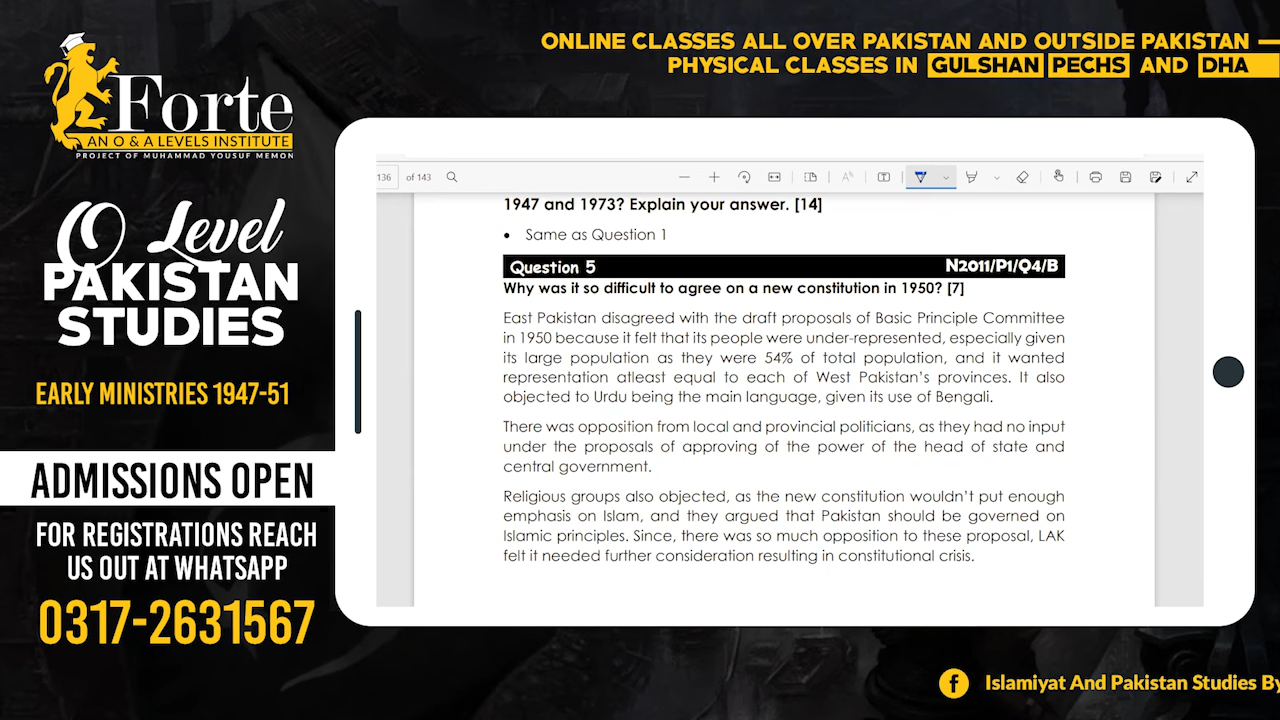 Forte
AN O & A LEVELS INSTITUTE
PROJECT OF MUHAMMAD YOUSUF MEMON
O Level
PAKISTAN
STUDIES
EARLY MINISTRIES 1947-51
ADMISSIONS OPEN
FOR REGISTRATIONS REACH
US OUT AT WHATSAPP
0317-2631567
ONLINE CLASSES ALL OVER PAKISTAN AND OUTSIDE PAKISTAN
PHYSICAL CLASSES IN GULSHAN PECHS AND DHA
136 of 143
1947 and 1973? Explain your answer. [14]
• Same as Question 1
Question 5 N2011/P1/Q4/B
Why was it so difficult to agree on a new constitution in 1950? [7]
East Pakistan disagreed with the draft proposals of Basic Principle Committee
in 1950 because it felt that its people were under-represented, especially given
its large population as they were 54% of total population, and it wanted
representation atleast equal to each of West Pakistan's provinces. It also
objected to Urdu being the main language, given its use of Bengali.
There was opposition from local and provincial politicians, as they had no input
under the proposals of approving of the power of the head of state and
central government.
Religious groups also objected, as the new constitution wouldn't put enough
emphasis on Islam, and they argued that Pakistan should be governed on
Islamic principles. Since, there was so much opposition to these proposal, LAK
felt it needed further consideration resulting in constitutional crisis.
f Islamiyat And Pakistan Studies By